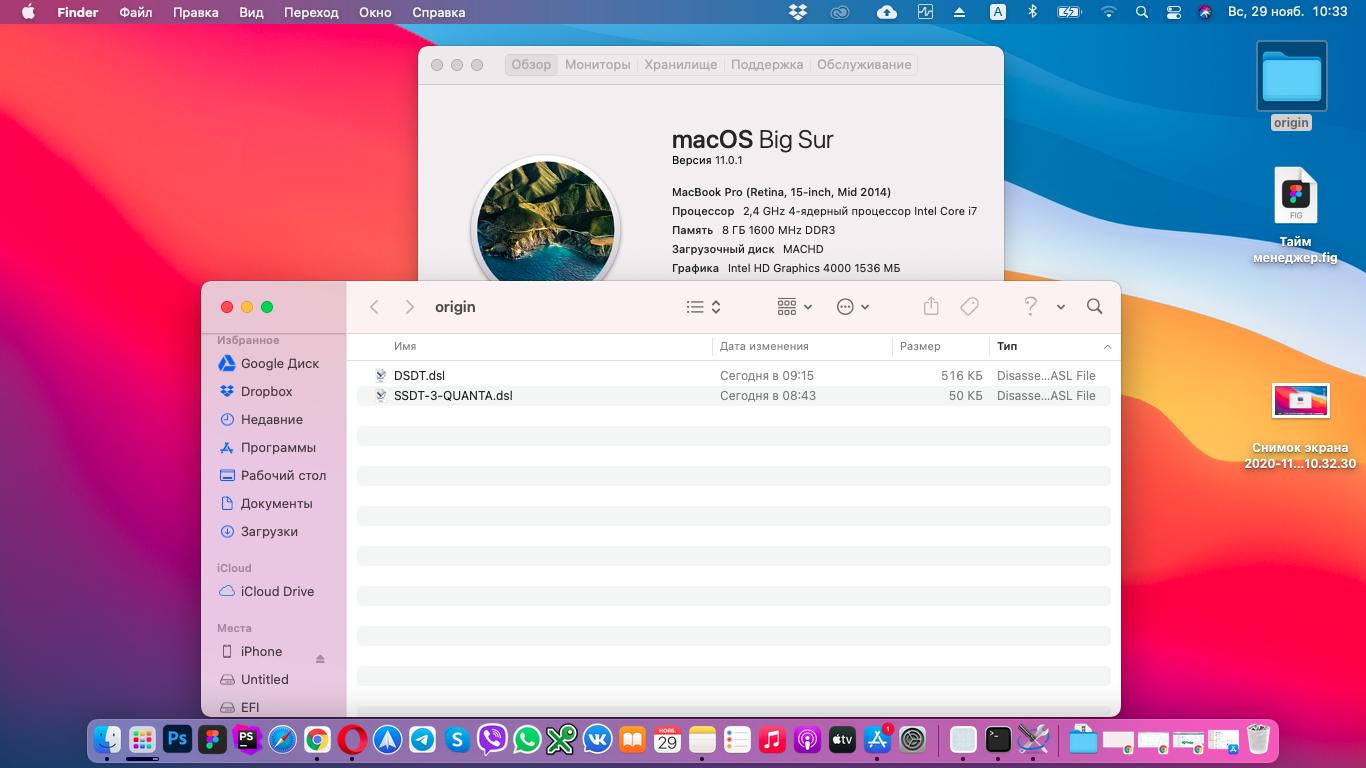 Finder Файл Правка Вид Переход Окно Справка A Вс, 29 нояб. 10:33
Обзор Мониторы Хранилище Поддержка Обслуживание
macOS Big Sur
Версия 11.0.1
MacBook Pro (Retina, 15-inch, Mid 2014)
Процессор 2,4 GHz 4-ядерный процессор Intel Core i7
Память 8 ГБ 1600 MHz DDR3
Загрузочный диск MACHD
Графика Intel HD Graphics 4000 1536 МБ
origin
FIG
Тайм
менеджер.fig
Снимок экрана
2020-11...10.32.30
origin
Имя Дата изменения Размер Тип
DSDT.dsl Сегодня в 09:15 516 КБ Disasse...ASL File
SSDT-3-QUANTA.dsl Сегодня в 08:43 50 КБ Disasse...ASL File
Избранное
Google Диск
Dropbox
Недавние
Программы
Рабочий стол
Документы
Загрузки
iCloud
iCloud Drive
Места
iPhone
Untitled
EFI
Ps PS S НОЯБ. 29 tv 1